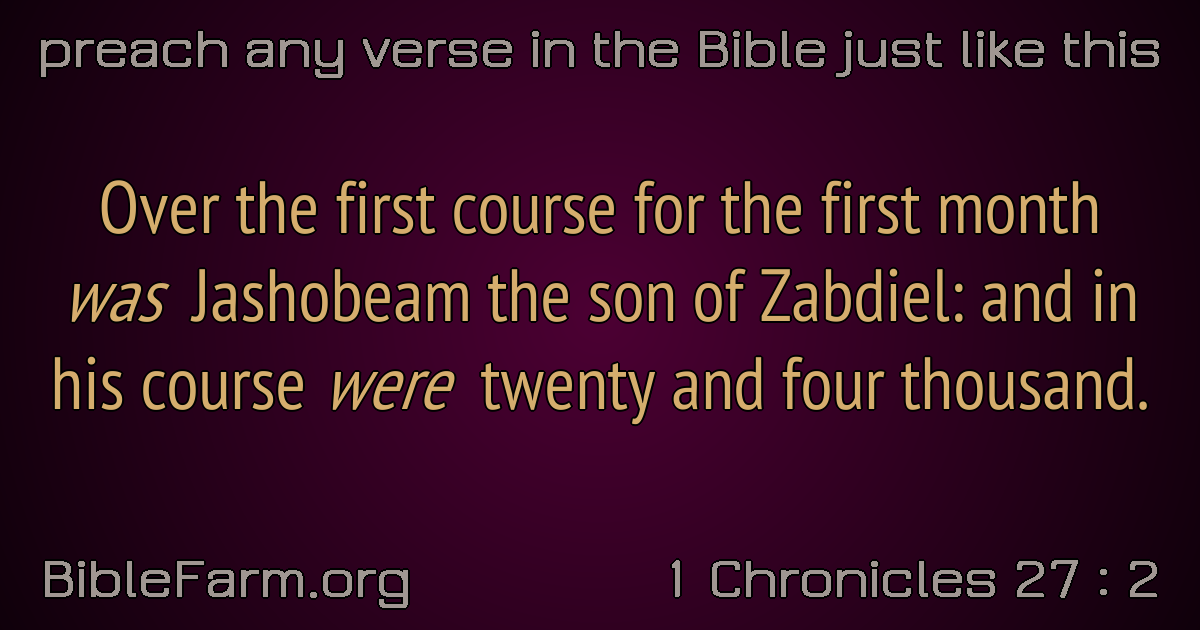 preach any verse in the Bible just like this
Over the first course for the first month
was Jashobeam the son of Zabdiel: and in
his course were twenty and four thousand.
BibleFarm.org
1 Chronicles 27 : 2